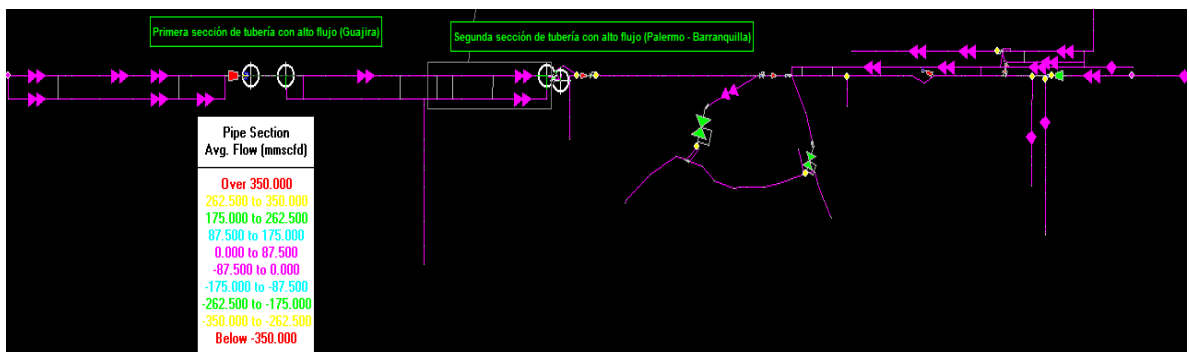 Primera sección de tubería con alto flujo (Guajira)
Segunda sección de tubería con alto flujo (Palermo - Barranquilla)
Pipe Section
Avg. Flow (mmscfd)
Over 350.000
262.500 to 350.000
175.000 to 262.500
87.500 to 175.000
0.000 to 87.500
-87.500 to 0.000
-175.000 to -87.500
-262.500 to -175.000
-350.000 to -262.500
Below -350.000